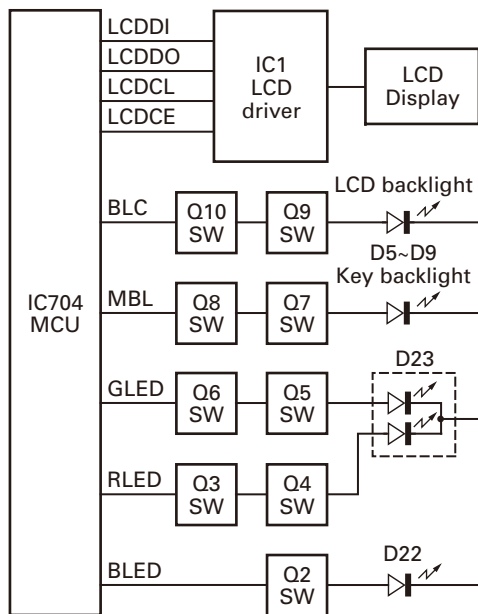 LCDDI
LCDDO
LCDCL
LCDCE
IC1
LCD
driver
LCD
Display
IC704
MCU
BLC
Q10
SW
Q9
SW
LCD backlight
MBL
Q8
SW
Q7
SW
D5~D9
Key backlight
GLED
Q6
SW
Q5
SW
D23
RLED
Q3
SW
Q4
SW
BLED
Q2
SW
D22